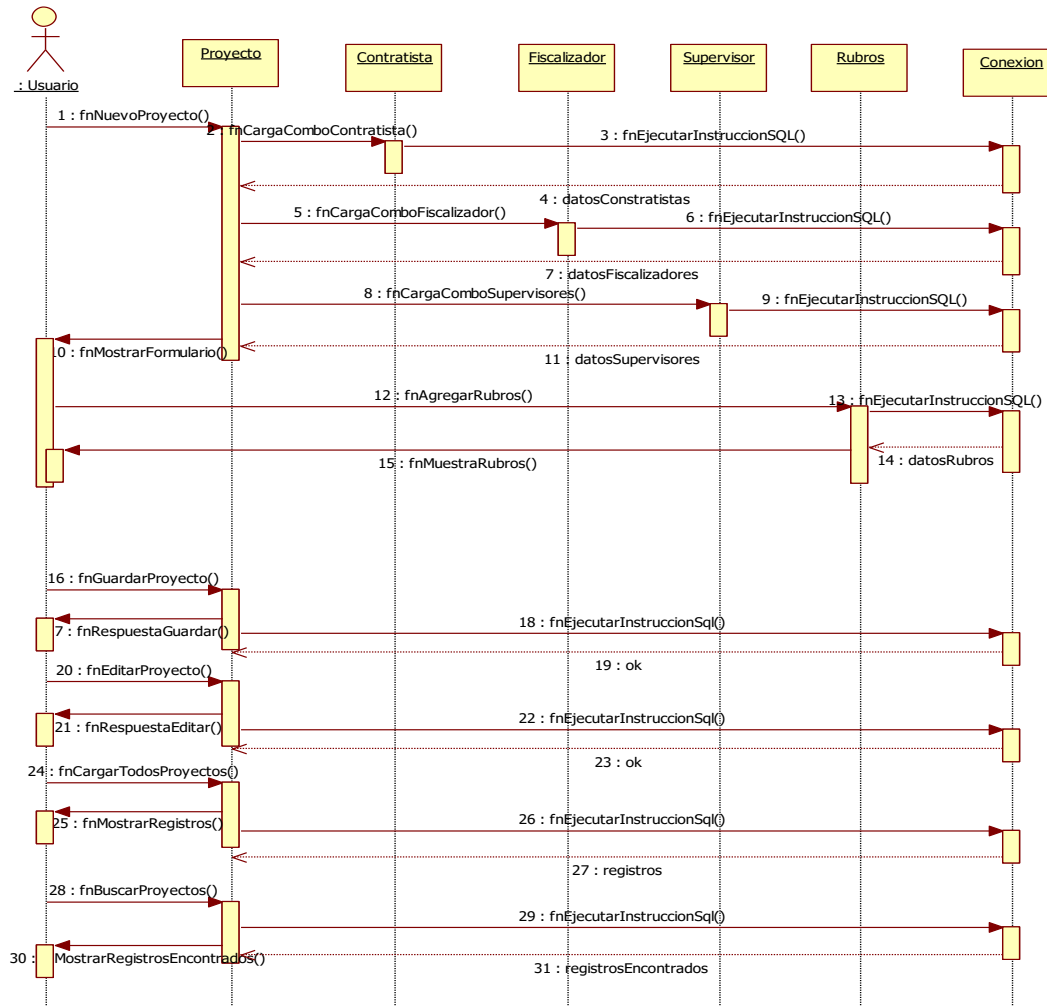 : Usuario
Proyecto
Contratista
Fiscalizador
Supervisor
Rubros
Conexion
1 : fnNuevoProyecto()
2 : fnCargaComboContratista()
3 : fnEjecutarInstruccionSQL()
4 : datosConstratistas
5 : fnCargaComboFiscalizador()
6 : fnEjecutarInstruccionSQL()
7 : datosFiscalizadores
8 : fnCargaComboSupervisores()
9 : fnEjecutarInstruccionSQL()
10 : fnMostrarFormulario()
11 : datosSupervisores
12 : fnAgregarRubros()
13 : fnEjecutarInstruccionSQL()
14 : datosRubros
15 : fnMuestraRubros()
16 : fnGuardarProyecto()
7 : fnRespuestaGuardar()
18 : fnEjecutarInstruccionSql()
19 : ok
20 : fnEditarProyecto()
21 : fnRespuestaEditar()
22 : fnEjecutarInstruccionSql()
23 : ok
24 : fnCargarTodosProyectos()
25 : fnMostrarRegistros()
26 : fnEjecutarInstruccionSql()
27 : registros
28 : fnBuscarProyectos()
29 : fnEjecutarInstruccionSql()
30 : MostrarRegistrosEncontrados()
31 : registrosEncontrados